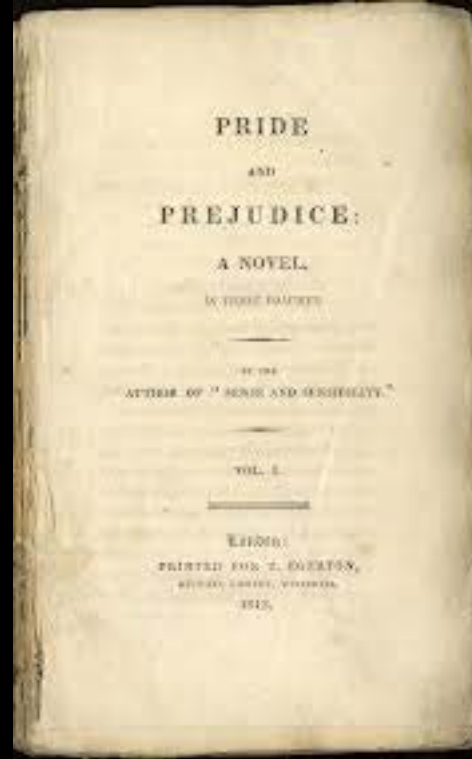 PRIDE
AND
PREJUDICE:
A NOVEL.
IN THREE VOLUMES.
BY THE
AUTHOR OF "SENSE AND SENSIBILITY."
VOL. I.
London:
PRINTED FOR T. EGERTON,
1813.